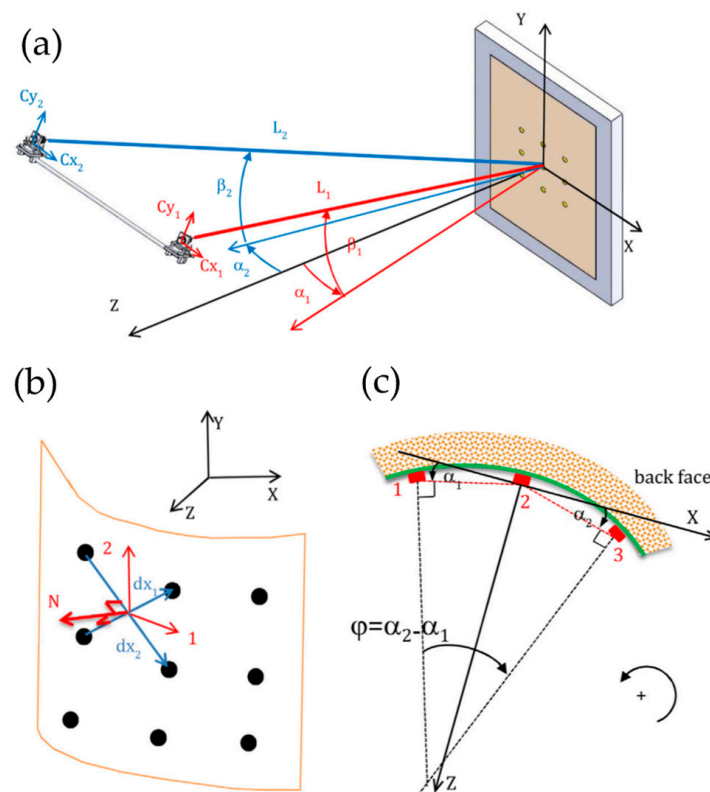 (a)
Y
Cy₂
Cx₂
L₂
β₂
L₁
Cy₁
Cx₁
β₁
α₂
X
Z
α₁
(b)
(c)
Y
X
Z
2
dx₁
N
1
dx₂
back face
1
α₁
2
X
α₂
3
φ=α₂-α₁
+
Z